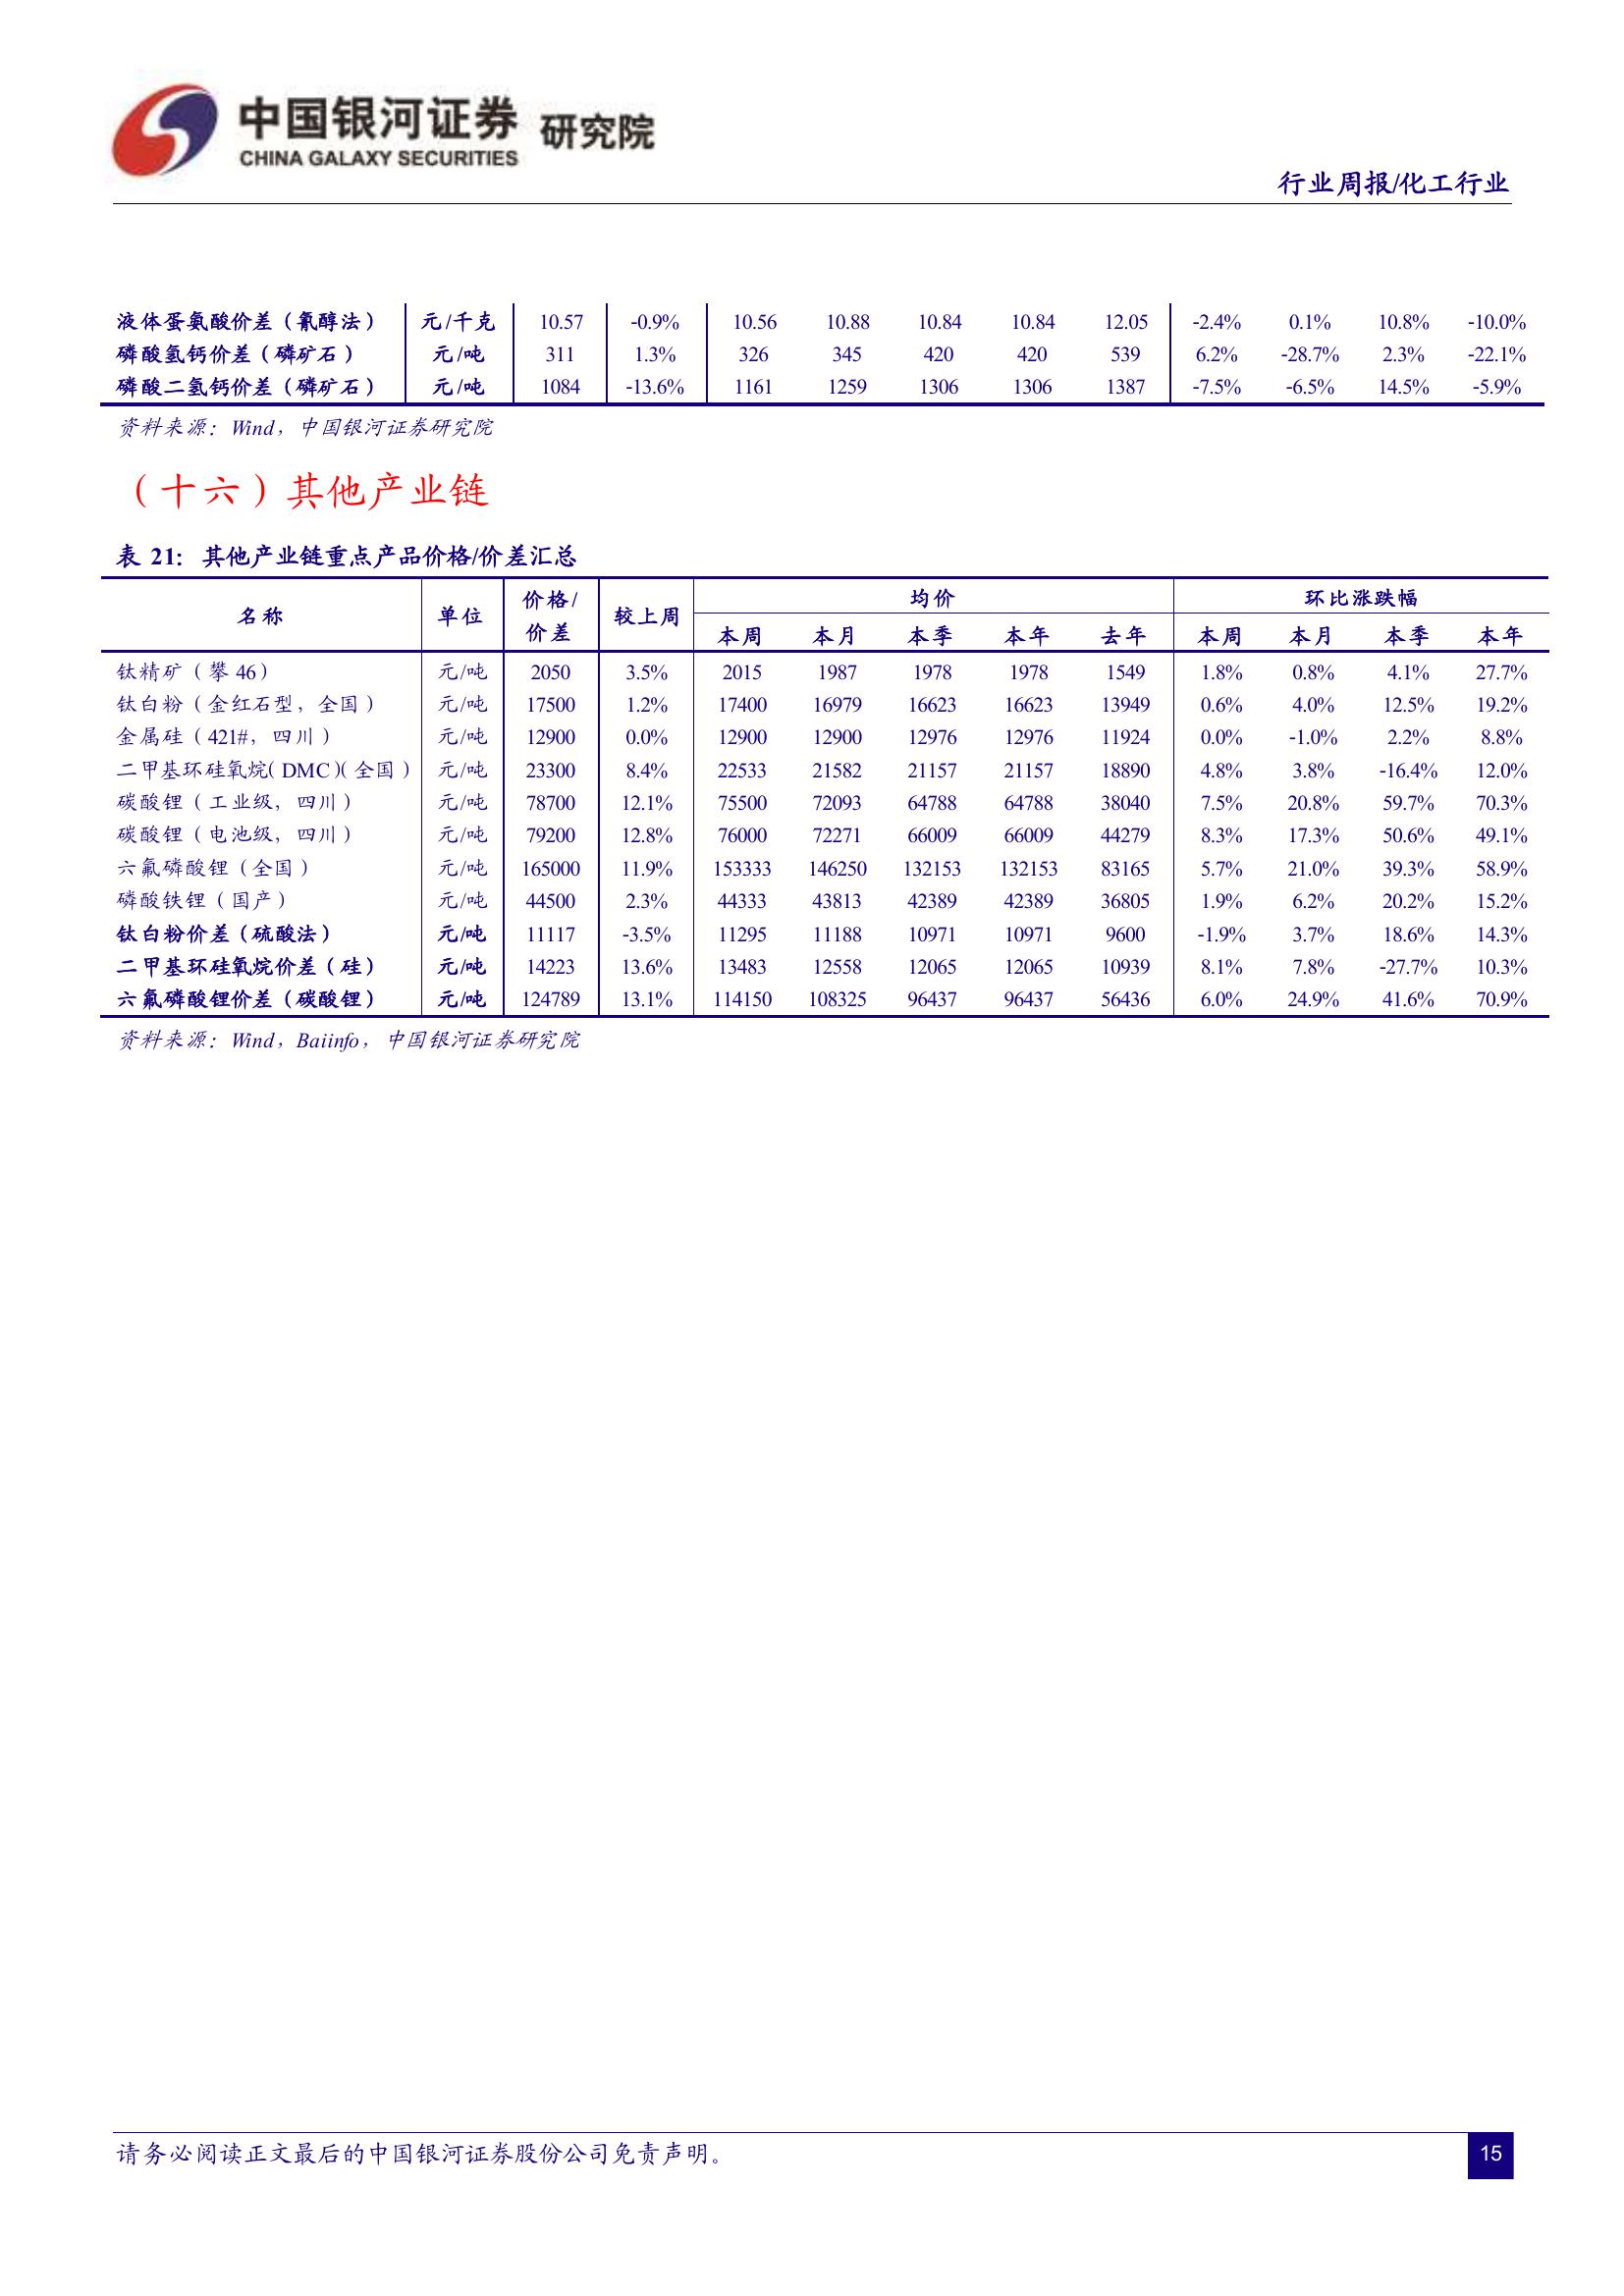 中国银河证券 研究院
CHINA GALAXY SECURITIES
行业周报/化工行业
液体蛋氨酸价差（氰醇法） 元/千克 10.57 -0.9% 10.56 10.88 10.84 10.84 12.05 -2.4% 0.1% 10.8% -10.0%
磷酸氢钙价差（磷矿石） 元/吨 311 1.3% 326 345 420 420 539 6.2% -28.7% 2.3% -22.1%
磷酸二氢钙价差（磷矿石） 元/吨 1084 -13.6% 1161 1259 1306 1306 1387 -7.5% -6.5% 14.5% -5.9%
资料来源：Wind，中国银河证券研究院
（十六）其他产业链
表 21：其他产业链重点产品价格/价差汇总
名称 单位 价格/价差 较上周 均价 环比涨跌幅
本周 本月 本季 本年 去年 本周 本月 本季 本年
钛精矿（攀 46） 元/吨 2050 3.5% 2015 1987 1978 1978 1549 1.8% 0.8% 4.1% 27.7%
钛白粉（金红石型，全国） 元/吨 17500 1.2% 17400 16979 16623 16623 13949 0.6% 4.0% 12.5% 19.2%
金属硅（421#，四川） 元/吨 12900 0.0% 12900 12900 12976 12976 11924 0.0% -1.0% 2.2% 8.8%
二甲基环硅氧烷（DMC）（全国） 元/吨 23300 8.4% 22533 21582 21157 21157 18890 4.8% 3.8% -16.4% 12.0%
碳酸锂（工业级，四川） 元/吨 78700 12.1% 75500 72093 64788 64788 38040 7.5% 20.8% 59.7% 70.3%
碳酸锂（电池级，四川） 元/吨 79200 12.8% 76000 72271 66009 66009 44279 8.3% 17.3% 50.6% 49.1%
六氟磷酸锂（全国） 元/吨 165000 11.9% 153333 146250 132153 132153 83165 5.7% 21.0% 39.3% 58.9%
磷酸铁锂（国产） 元/吨 44500 2.3% 44333 43813 42389 42389 36805 1.9% 6.2% 20.2% 15.2%
钛白粉价差（硫酸法） 元/吨 11117 -3.5% 11295 11188 10971 10971 9600 -1.9% 3.7% 18.6% 14.3%
二甲基环硅氧烷价差（硅） 元/吨 14223 13.6% 13483 12558 12065 12065 10939 8.1% 7.8% -27.7% 10.3%
六氟磷酸锂价差（碳酸锂） 元/吨 124789 13.1% 114150 108325 96437 96437 56436 6.0% 24.9% 41.6% 70.9%
资料来源：Wind，Baiinfo，中国银河证券研究院
请务必阅读正文最后的中国银河证券股份公司免责声明。
15